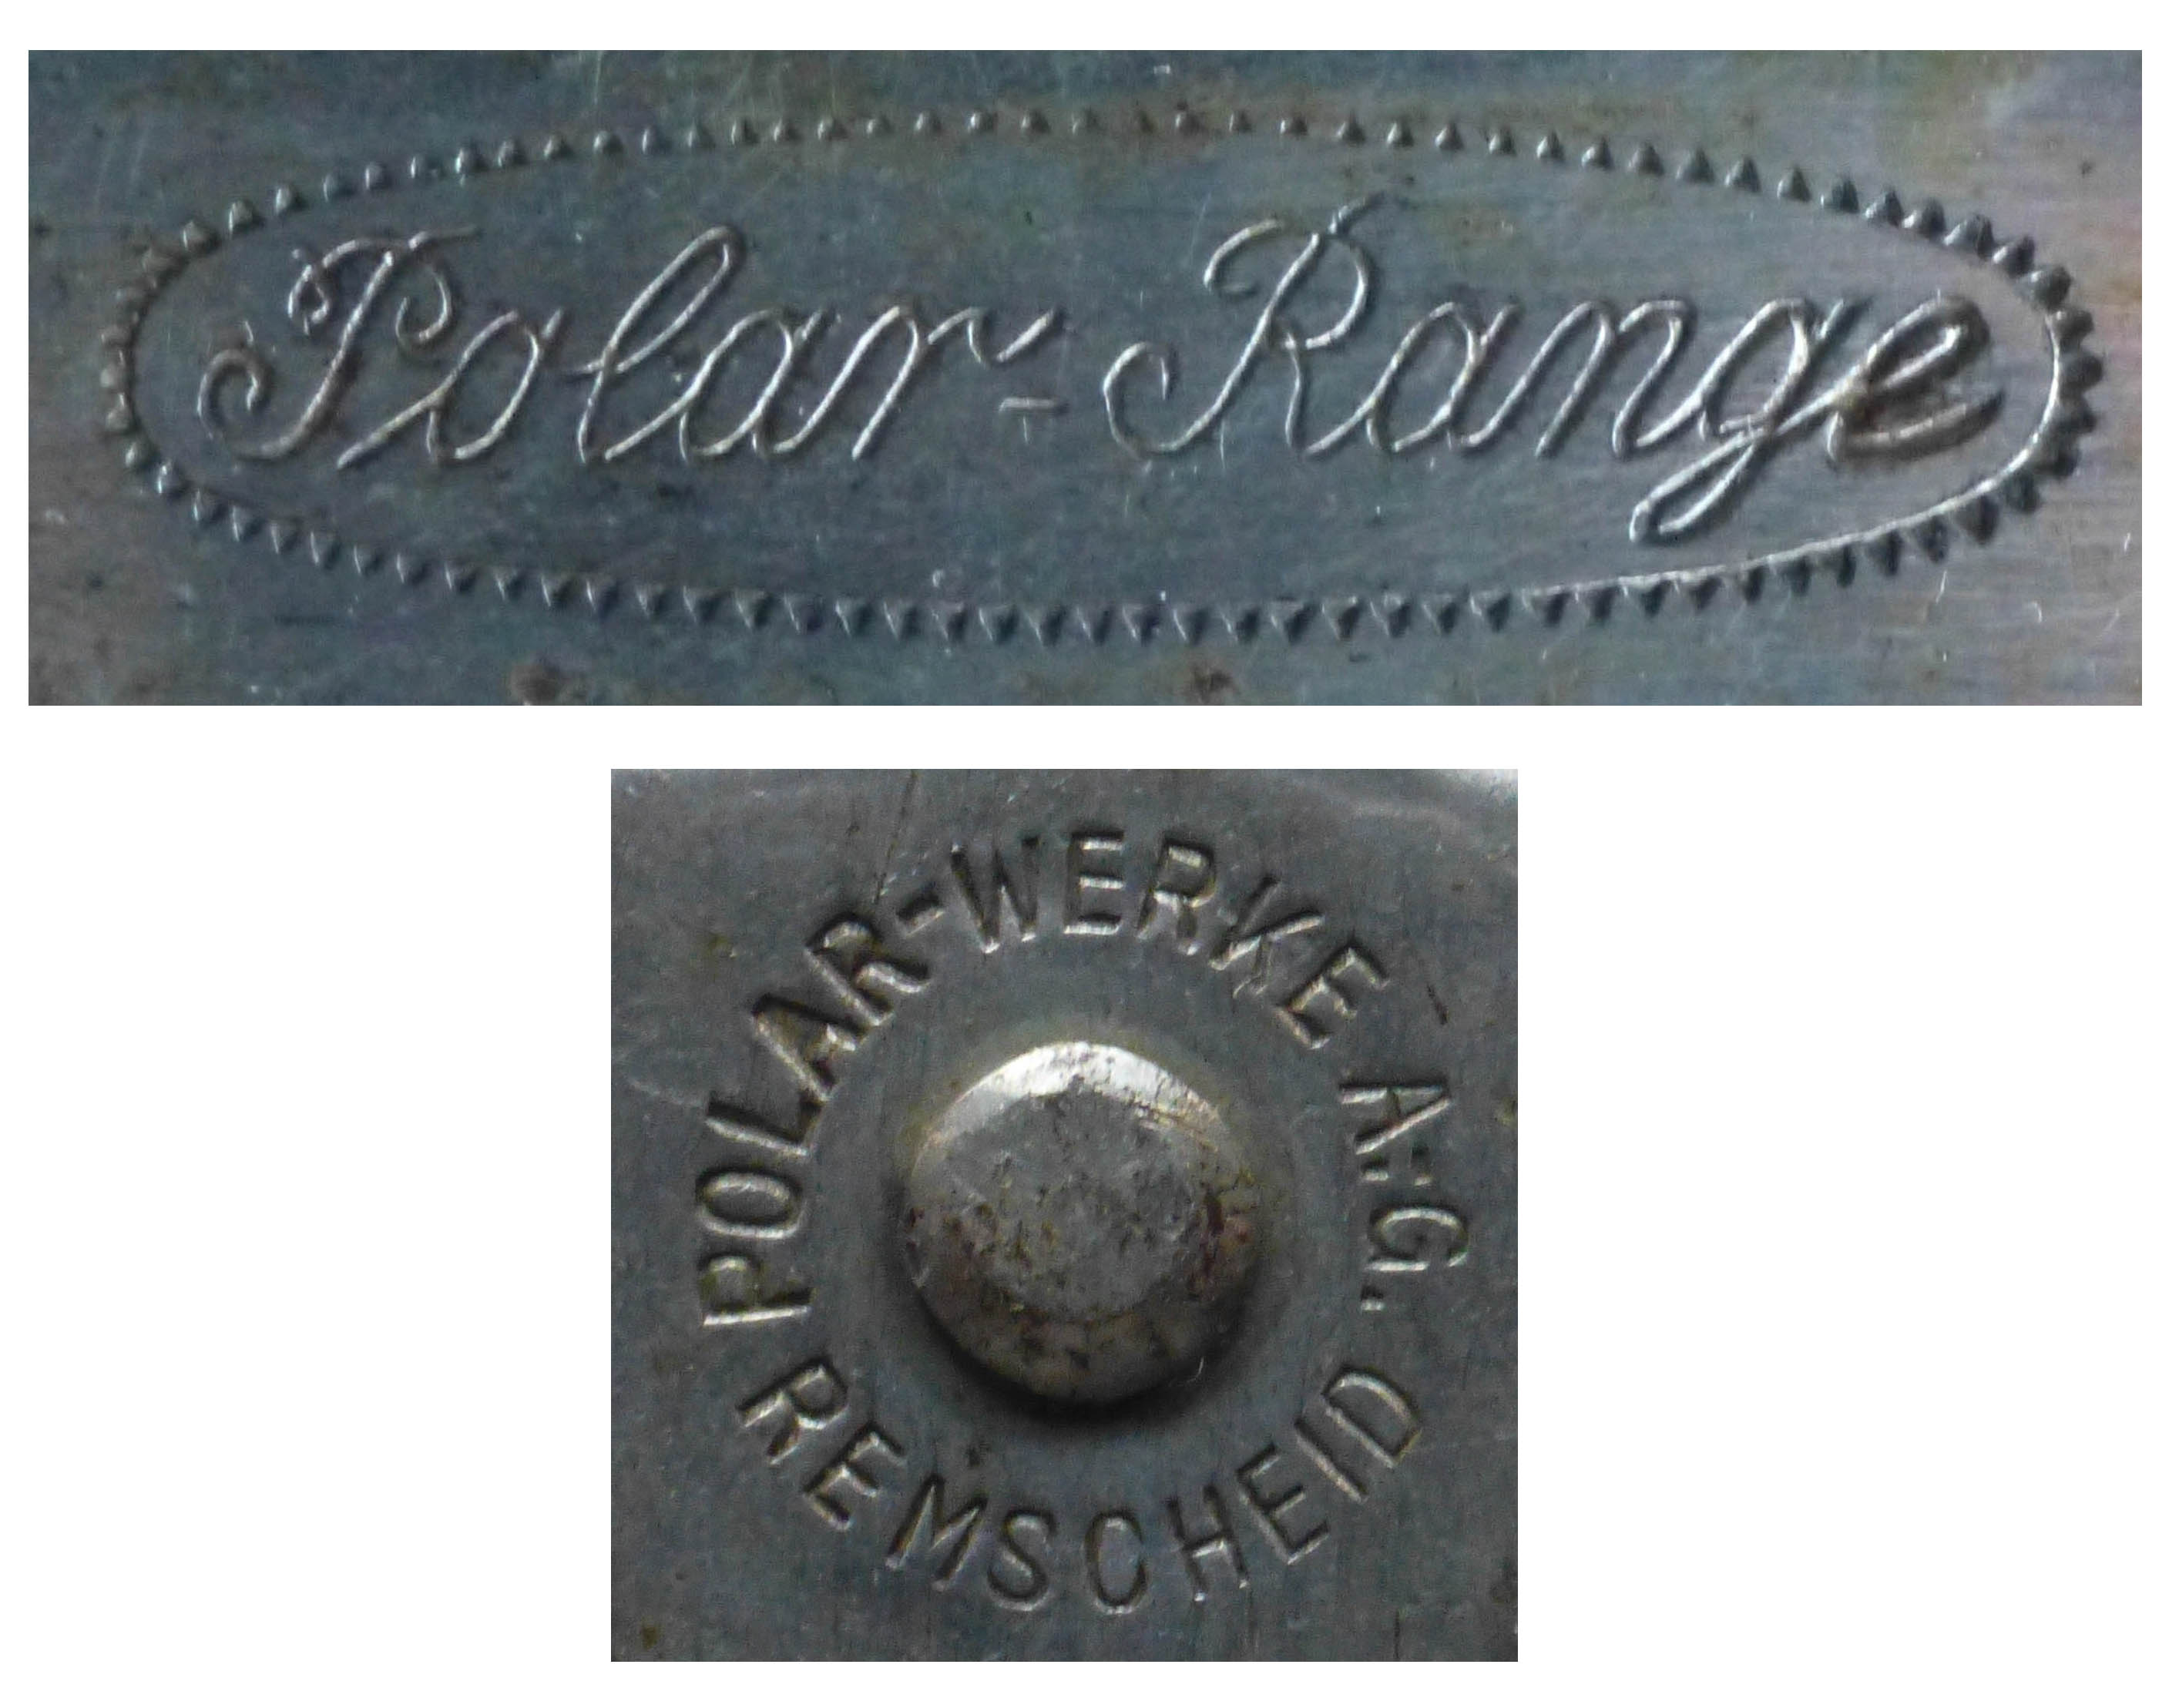 Polar-Range
POLAR-WERKE A.-G.
REMSCHEID